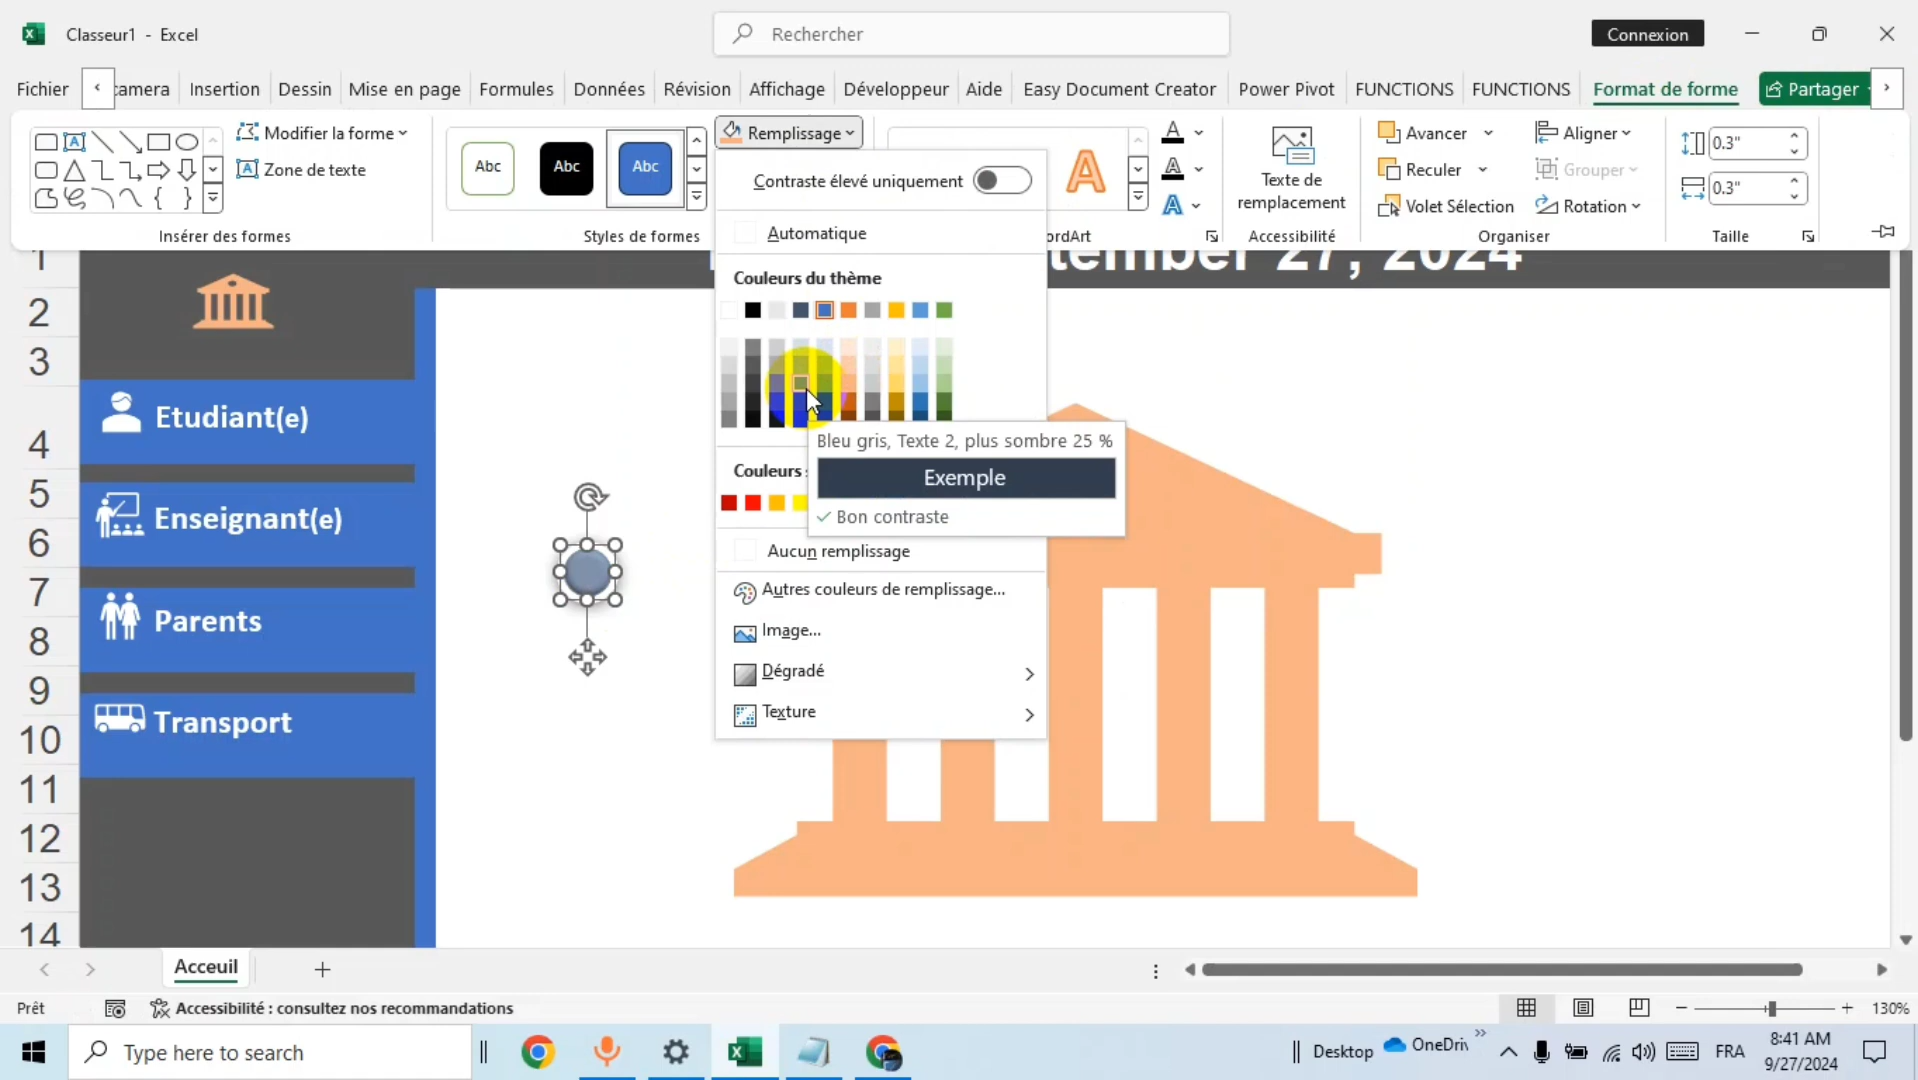 Classeur1 - Excel
Rechercher
Connexion
Fichier
camera
Insertion
Dessin
Mise en page
Formules
Données
Révision
Affichage
Développeur
Aide
Easy Document Creator
Power Pivot
FUNCTIONS
FUNCTIONS
Format de forme
Partager
Modifier la forme
Zone de texte
Insérer des formes
Abc
Abc
Abc
Styles de formes
Remplissage
ordArt
Texte de
remplacement
Accessibilité
Avancer
Reculer
Volet Sélection
Aligner
Grouper
Rotation
Organiser
0.3"
0.3"
Taille
Contraste élevé uniquement
Automatique
Couleurs du thème
Bleu gris, Texte 2, plus sombre 25 %
Exemple
Bon contraste
Couleurs
Aucun remplissage
Autres couleurs de remplissage...
Image...
Dégradé
Texture
tember 27, 2024
1
2
3
4
5
6
7
8
9
10
11
12
13
14
Etudiant(e)
Enseignant(e)
Parents
Transport
Acceuil
Prêt
Accessibilité : consultez nos recommandations
130%
Type here to search
Desktop
OneDriv
FRA
8:41 AM
9/27/2024